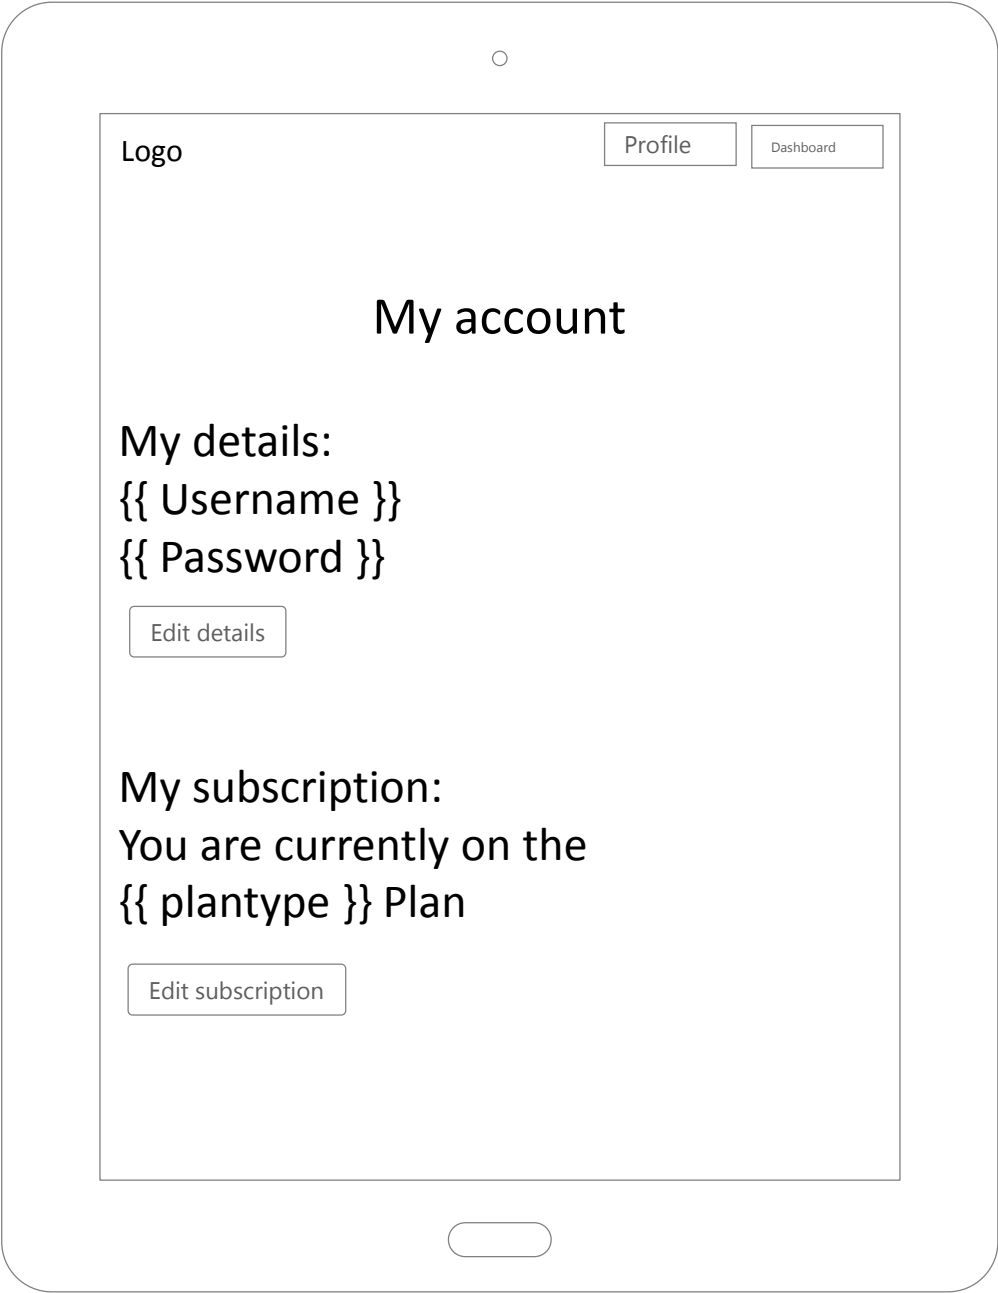 Logo
Profile
Dashboard
My account
My details:
{{ Username }}
{{ Password }}
Edit details
My subscription:
You are currently on the
{{ plantype }} Plan
Edit subscription